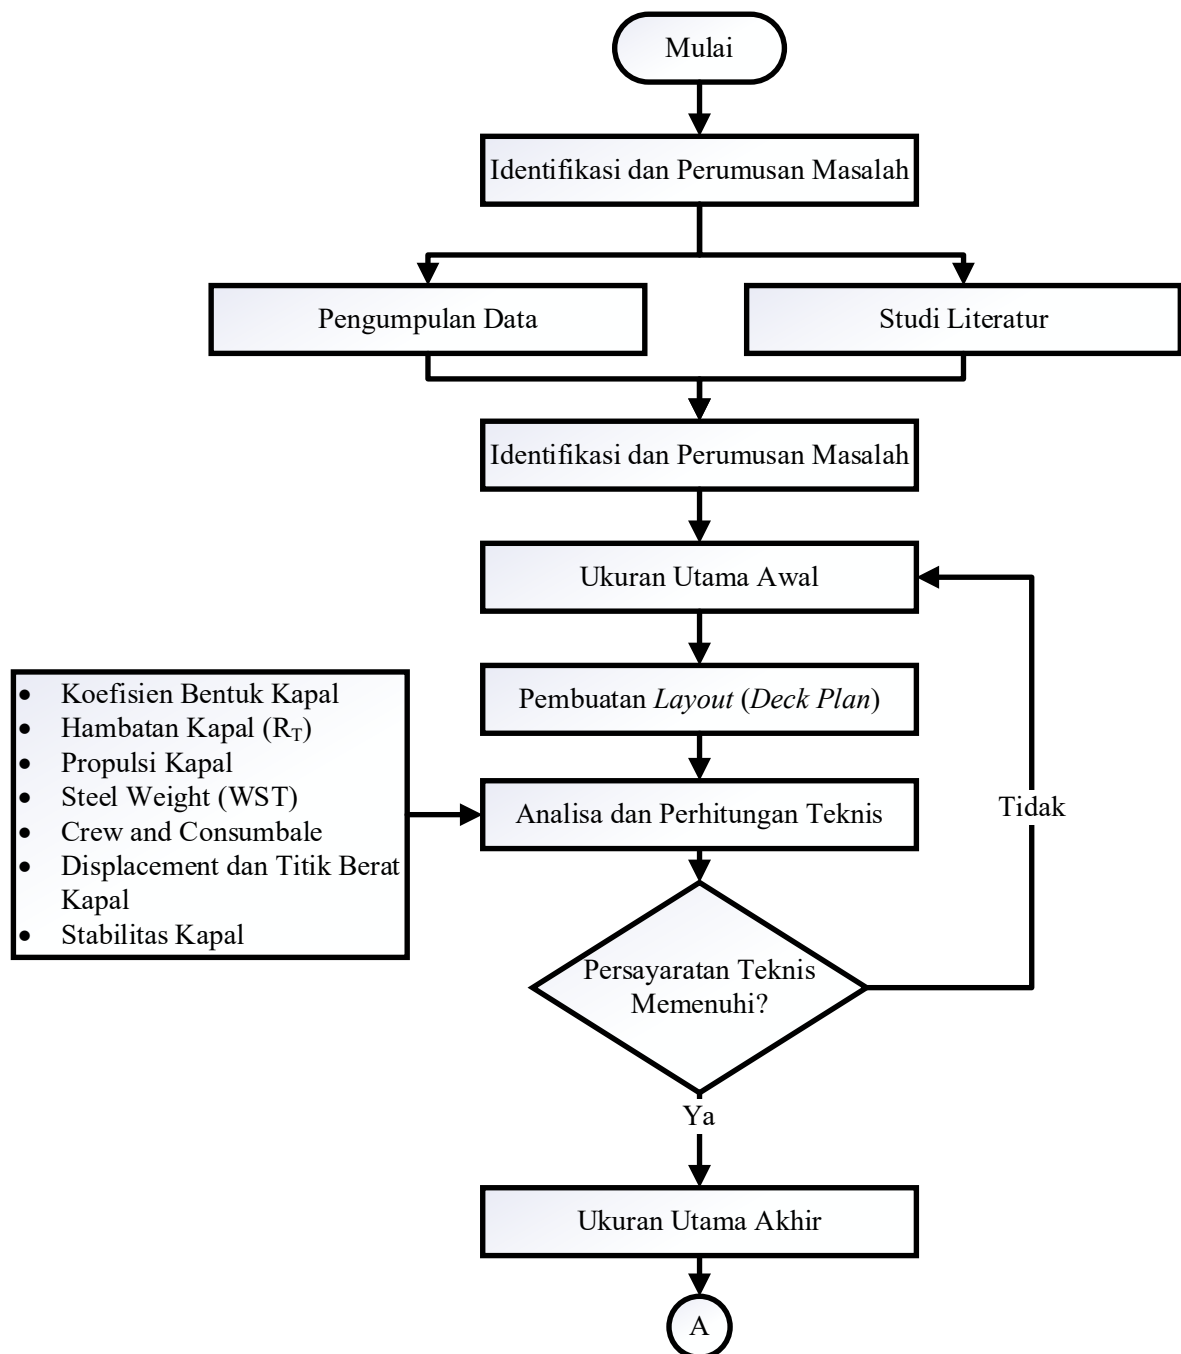 Mulai
Identifikasi dan Perumusan Masalah
Pengumpulan Data
Studi Literatur
Identifikasi dan Perumusan Masalah
Ukuran Utama Awal
Pembuatan Layout (Deck Plan)
• Koefisien Bentuk Kapal
• Hambatan Kapal (RT)
• Propulsi Kapal
• Steel Weight (WST)
• Crew and Consumbale
• Displacement dan Titik Berat
Kapal
• Stabilitas Kapal
Analisa dan Perhitungan Teknis
Tidak
Persayaratan Teknis
Memenuhi?
Ya
Ukuran Utama Akhir
A